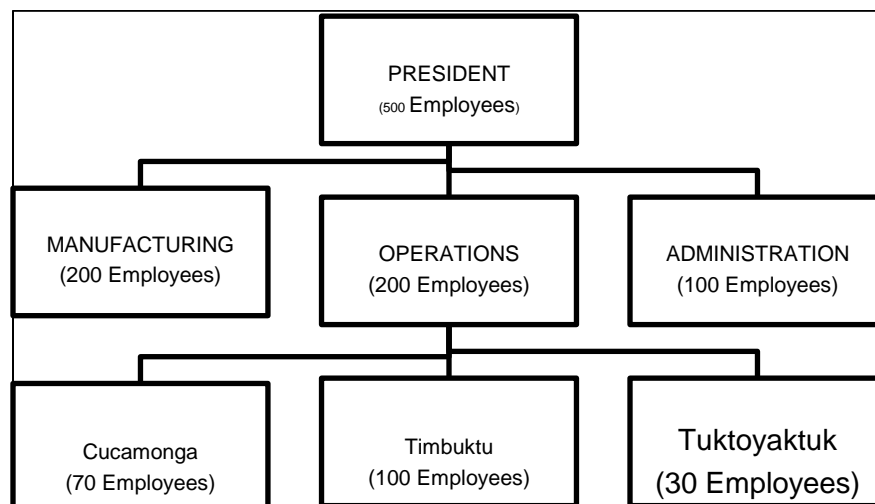 PRESIDENT
(500 Employees)
MANUFACTURING
(200 Employees)
OPERATIONS
(200 Employees)
ADMINISTRATION
(100 Employees)
Cucamonga
(70 Employees)
Timbuktu
(100 Employees)
Tuktoyaktuk
(30 Employees)